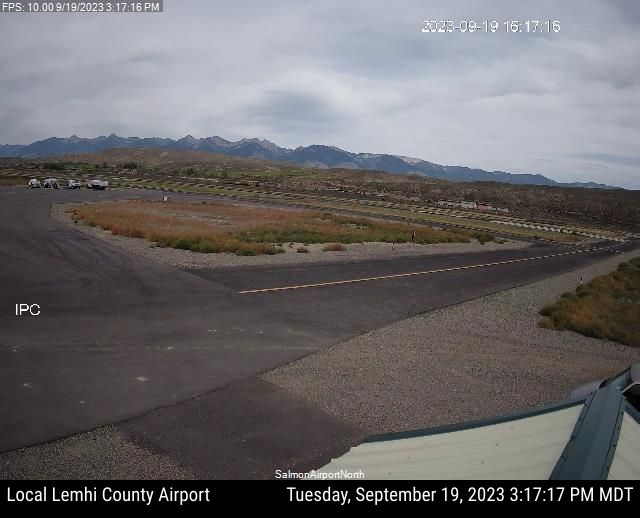 FPS: 10.00 9/19/2023 3:17:16 PM
2023-09-19 16:17:16
IPC
SalmonAirportNorth
Local Lemhi County Airport Tuesday, September 19, 2023 3:17:17 PM MDT